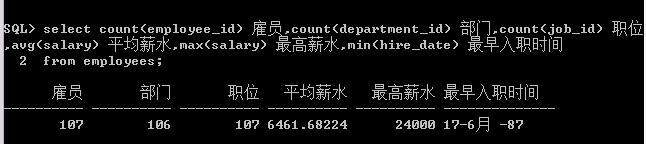 SQL> select count(employee_id) 雇员,count(department_id) 部门,count(job_id) 职位
,avg(salary) 平均薪水,max(salary) 最高薪水,min(hire_date) 最早入职时间
2 from employees;
雇员 部门 职位 平均薪水 最高薪水 最早入职时间
---------- ---------- ---------- ---------- ---------- --------------
107 106 107 6461.68224 24000 17-6月 -87